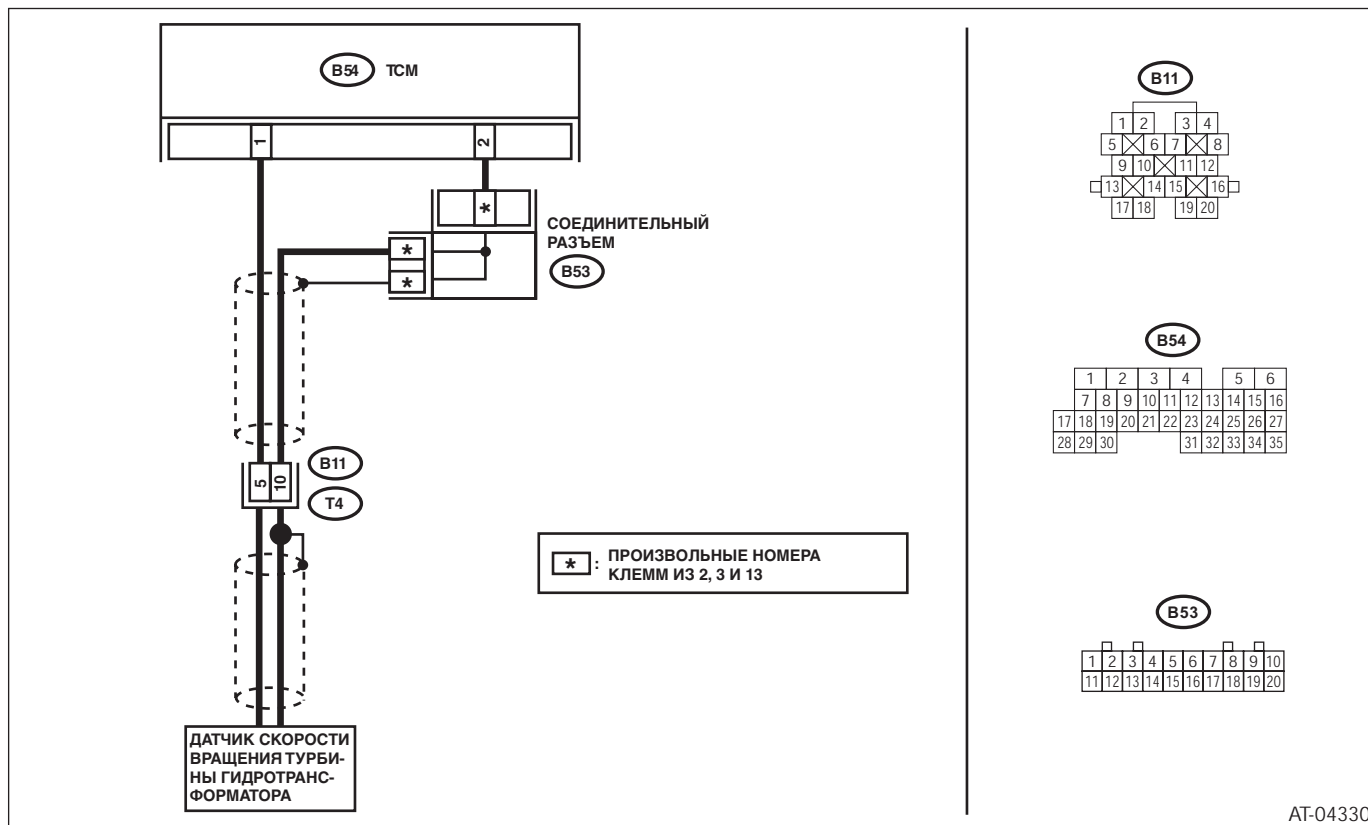 B54 TCM
1 2
*
СОЕДИНИТЕЛЬНЫЙ
РАЗЪЕМ
B53
*
*
B11
5 10
T4
* : ПРОИЗВОЛЬНЫЕ НОМЕРА
КЛЕММ ИЗ 2, 3 И 13
ДАТЧИК СКОРОСТИ
ВРАЩЕНИЯ ТУРБИ-
НЫ ГИДРОТРАНС-
ФОРМАТОРА
B11
1 2 3 4
5 6 7 8
9 10 11 12
13 14 15 16
17 18 19 20
B54
1 2 3 4 5 6
7 8 9 10 11 12 13 14 15 16
17 18 19 20 21 22 23 24 25 26 27
28 29 30 31 32 33 34 35
B53
1 2 3 4 5 6 7 8 9 10
11 12 13 14 15 16 17 18 19 20
AT-04330